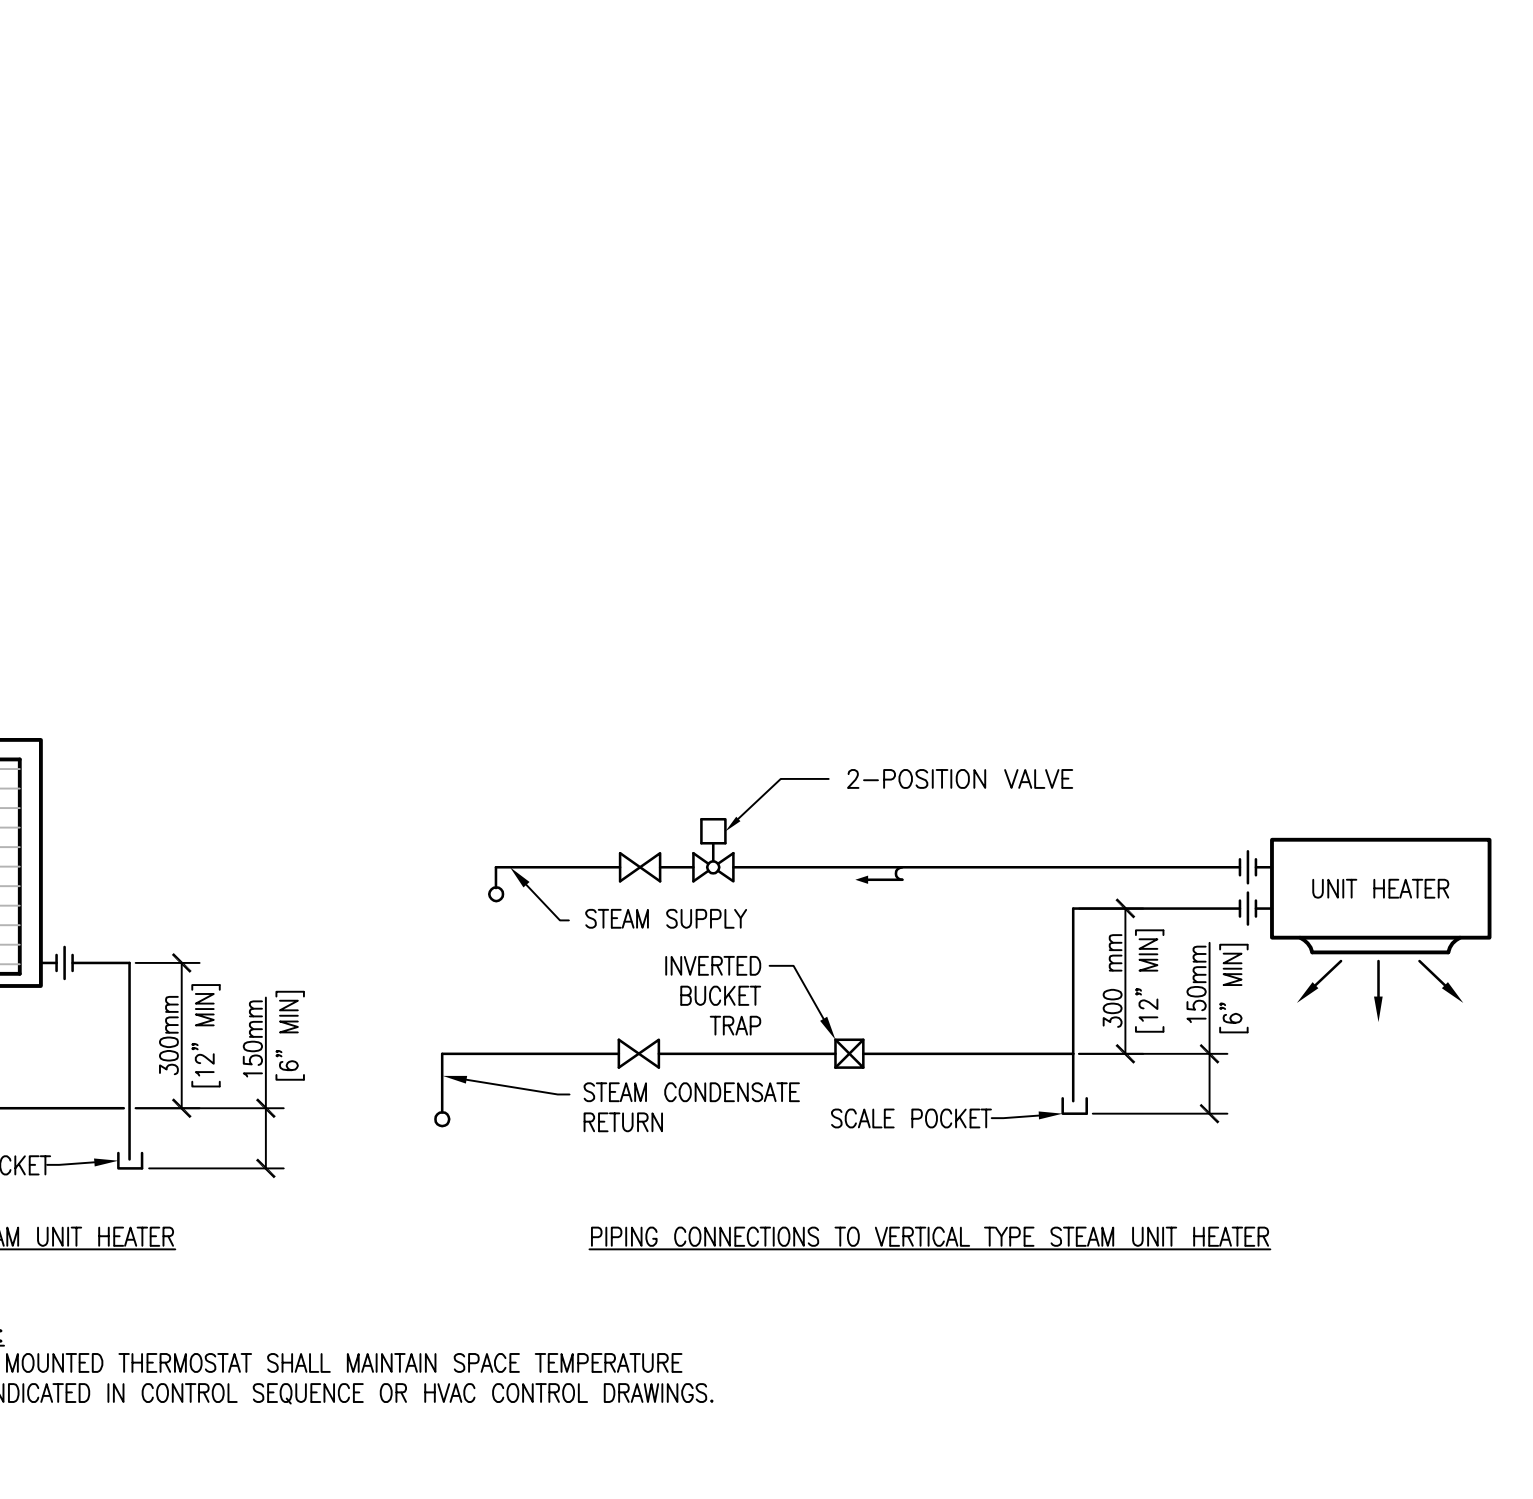 2-POSITION VALVE
UNIT HEATER
STEAM SUPPLY
INVERTED
BUCKET
TRAP
300 mm
[12" MIN]
150mm
[6" MIN]
300mm
[12" MIN]
150mm
[6" MIN]
STEAM CONDENSATE
RETURN
SCALE POCKET
CKET
AM UNIT HEATER
PIPING CONNECTIONS TO VERTICAL TYPE STEAM UNIT HEATER
MOUNTED THERMOSTAT SHALL MAINTAIN SPACE TEMPERATURE
NDICATED IN CONTROL SEQUENCE OR HVAC CONTROL DRAWINGS.